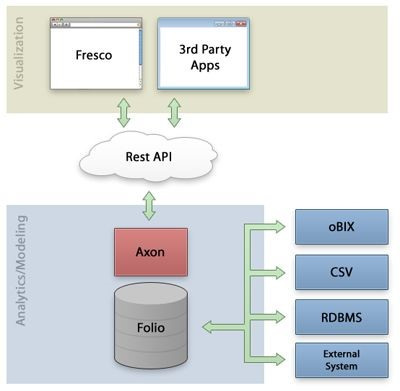 Visualization
Fresco
3rd Party
Apps
Rest API
Analytics/Modeling
Axon
Folio
oBIX
CSV
RDBMS
External
System